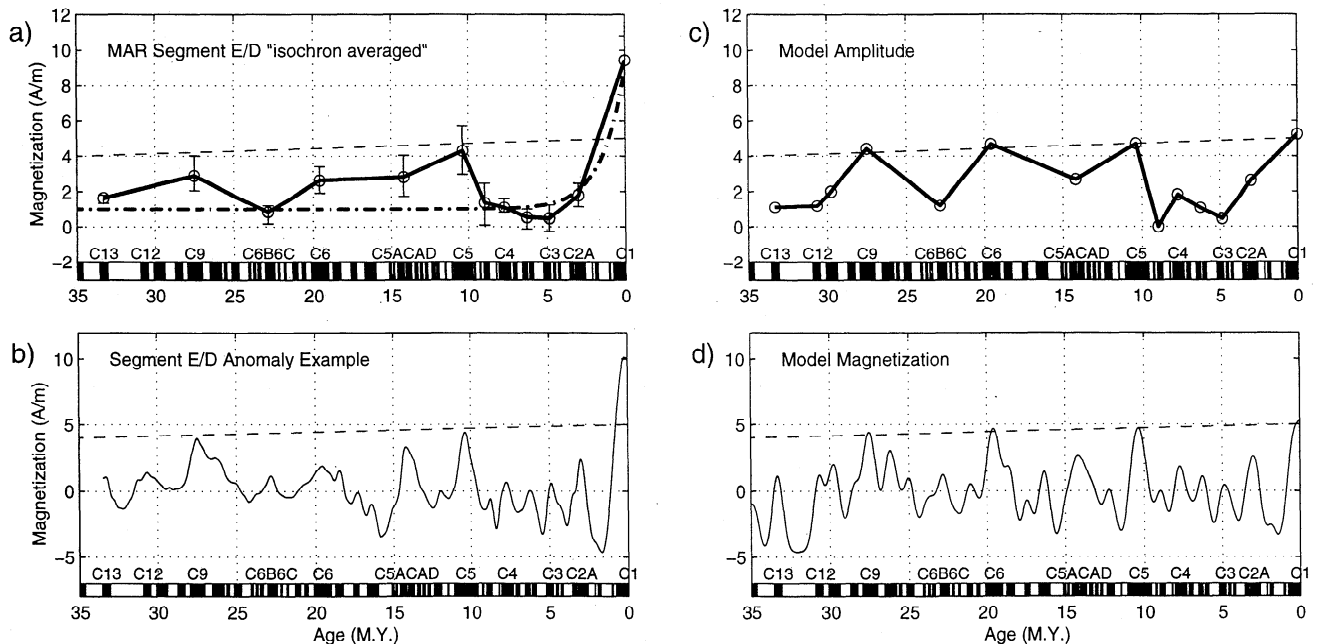 a)
MAR Segment E/D "isochron averaged"
Magnetization (A/m)
12
10
8
6
4
2
0
−2
C13 C12 C9 C6B6C C6 C5ACAD C5 C4 C3 C2A C1
35 30 25 20 15 10 5 0
c)
Model Amplitude
12
10
8
6
4
2
0
−2
C13 C12 C9 C6B6C C6 C5ACAD C5 C4 C3 C2A C1
35 30 25 20 15 10 5 0
b)
Segment E/D Anomaly Example
Magnetization (A/m)
10
5
0
−5
C13 C12 C9 C6B6C C6 C5ACAD C5 C4 C3 C2A C1
35 30 25 20 15 10 5 0
Age (M.Y.)
d)
Model Magnetization
10
5
0
−5
C13 C12 C9 C6B6C C6 C5ACAD C5 C4 C3 C2A C1
35 30 25 20 15 10 5 0
Age (M.Y.)